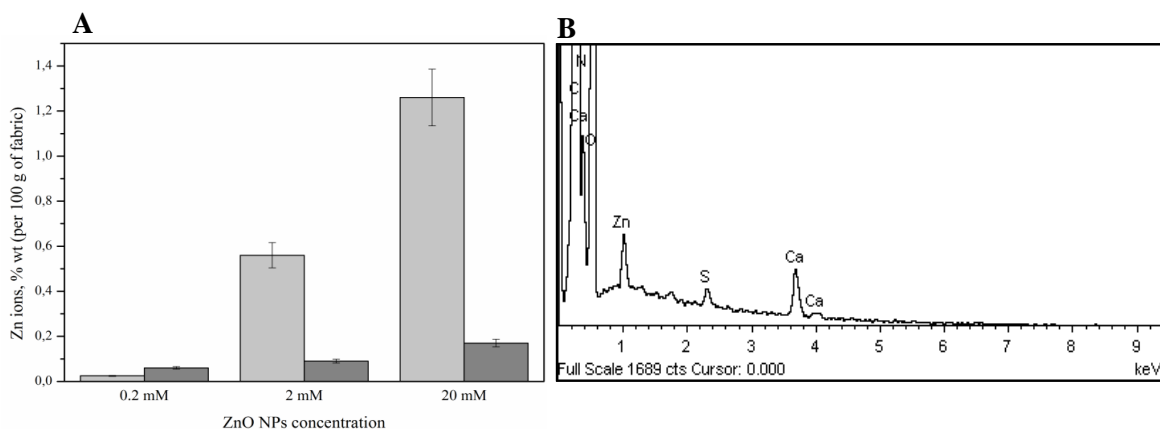 A
1,4
1,2
1,0
0,8
0,6
0,4
0,2
0,0
Zn ions, % wt (per 100 g of fabric)
0.2 mM
2 mM
20 mM
ZnO NPs concentration
B
N
C
Ca
O
Zn
S
Ca
Ca
1 2 3 4 5 6 7 8 9
Full Scale 1689 cts Cursor: 0.000 keV